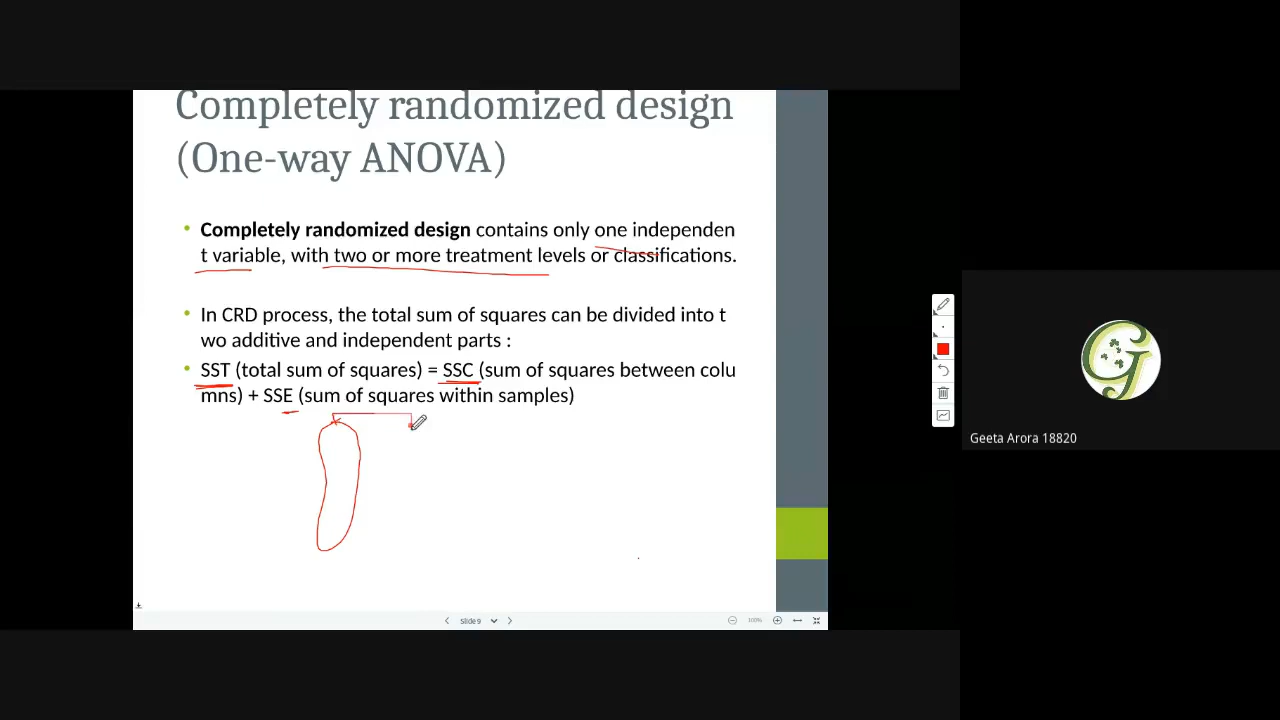 Completely randomized design
(One-way ANOVA)
• Completely randomized design contains only one independen
t variable, with two or more treatment levels or classifications.
• In CRD process, the total sum of squares can be divided into t
wo additive and independent parts :
• SST (total sum of squares) = SSC (sum of squares between colu
mns) + SSE (sum of squares within samples)
Slide 9
100%
G
Geeta Arora 18820